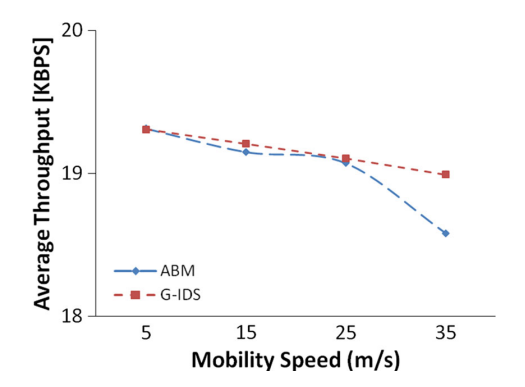 20
19
18
Average Throughput [KBPS]
ABM
G-IDS
5 15 25 35
Mobility Speed (m/s)